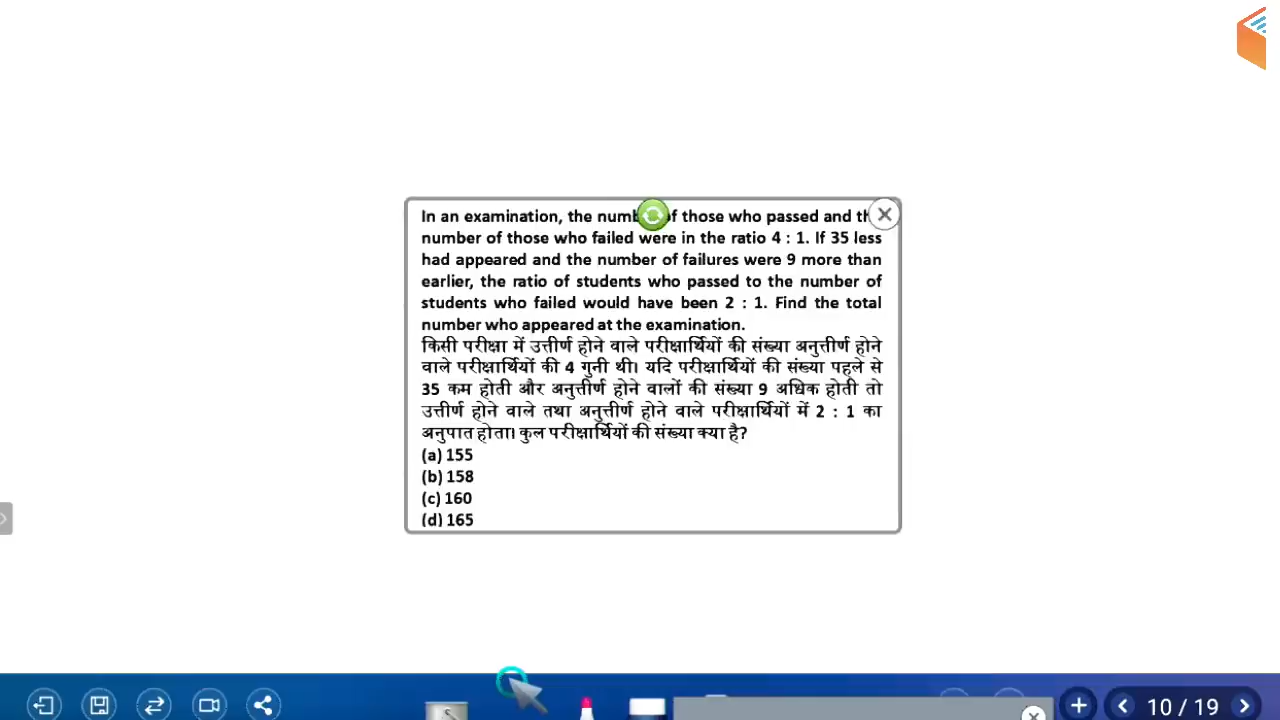 In an examination, the number of those who passed and the
number of those who failed were in the ratio 4 : 1. If 35 less
had appeared and the number of failures were 9 more than
earlier, the ratio of students who passed to the number of
students who failed would have been 2 : 1. Find the total
number who appeared at the examination.
किसी परीक्षा में उत्तीर्ण होने वाले परीक्षार्थियों की संख्या अनुत्तीर्ण होने
वाले परीक्षार्थियों की 4 गुनी थी। यदि परीक्षार्थियों की संख्या पहले से
35 कम होती और अनुत्तीर्ण होने वालों की संख्या 9 अधिक होती तो
उत्तीर्ण होने वाले तथा अनुत्तीर्ण होने वाले परीक्षार्थियों में 2 : 1 का
अनुपात होता। कुल परीक्षार्थियों की संख्या क्या है?
(a) 155
(b) 158
(c) 160
(d) 165
10 / 19